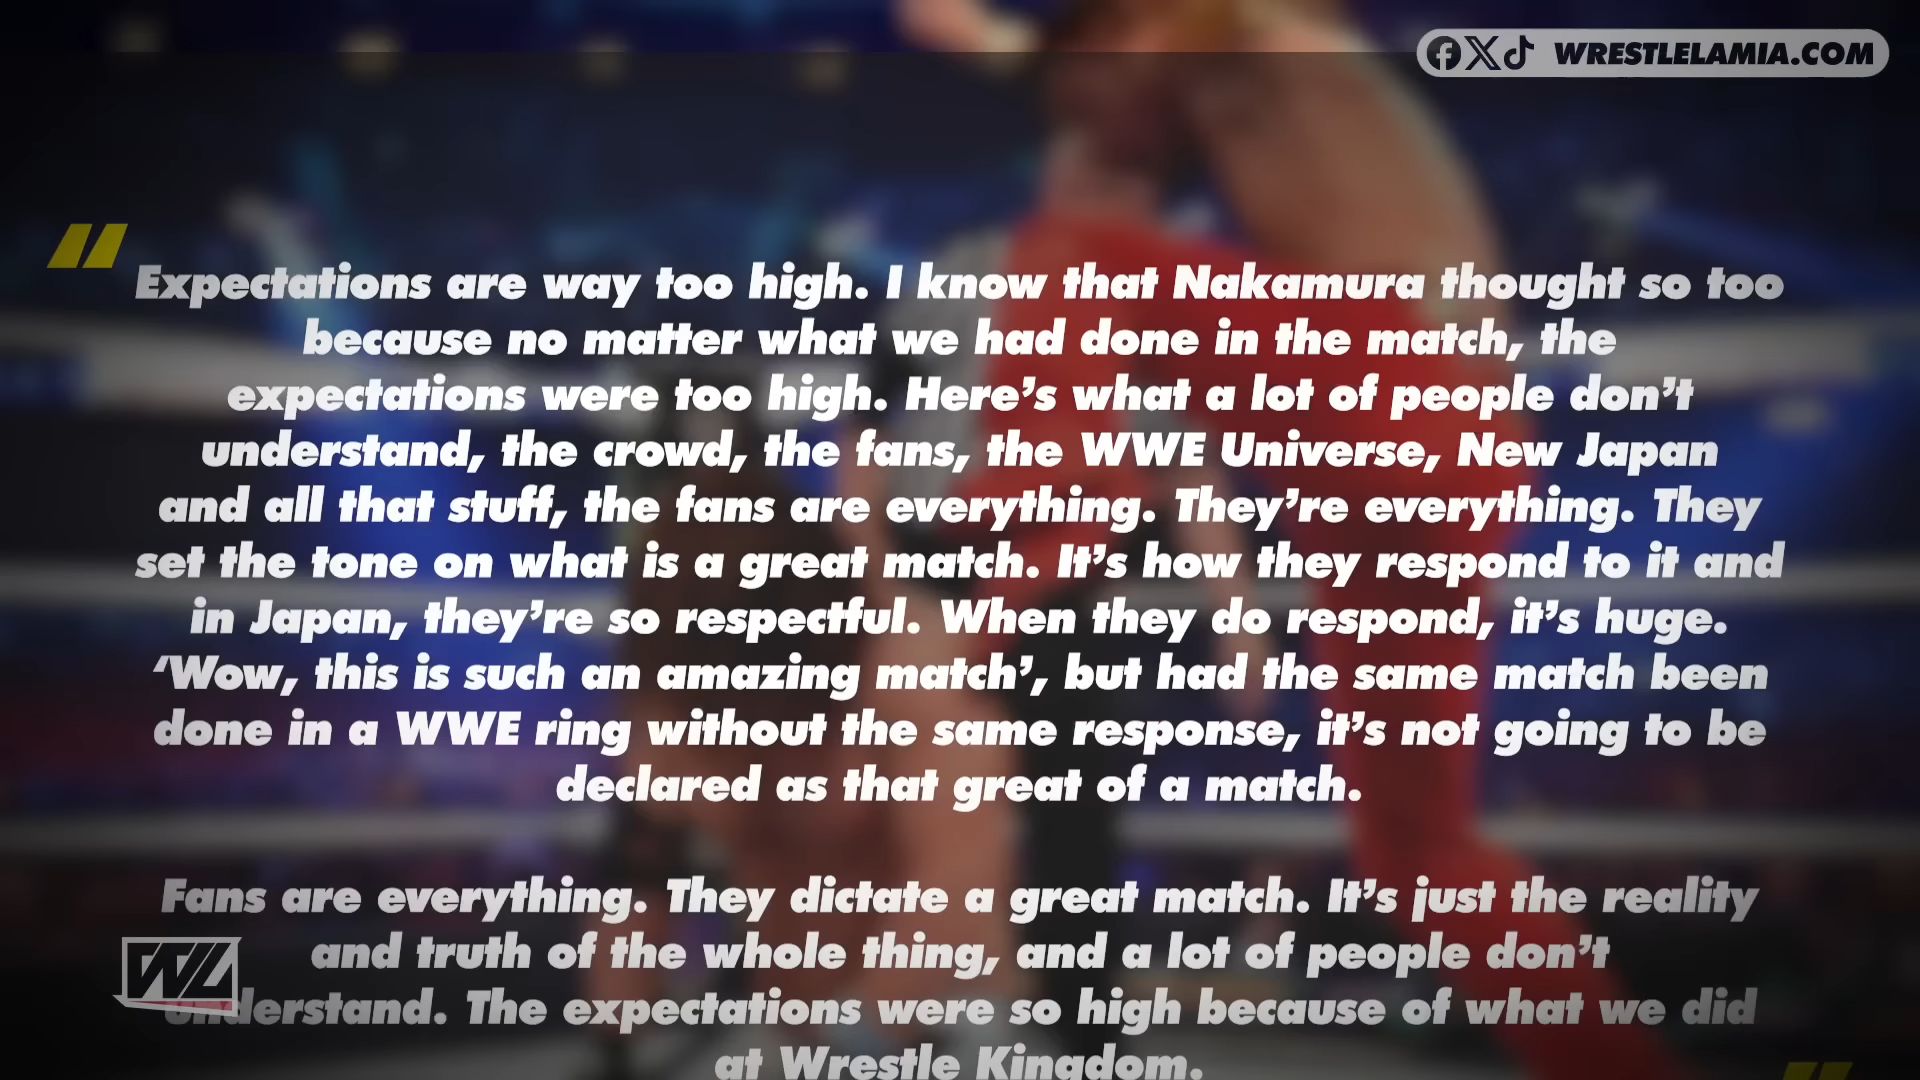 WRESTLELAMIA.COM
"
Expectations are way too high. I know that Nakamura thought so too
because no matter what we had done in the match, the
expectations were too high. Here's what a lot of people don't
understand, the crowd, the fans, the WWE Universe, New Japan
and all that stuff, the fans are everything. They're everything. They
set the tone on what is a great match. It's how they respond to it and
in Japan, they're so respectful. When they do respond, it's huge.
'Wow, this is such an amazing match', but had the same match been
done in a WWE ring without the same response, it's not going to be
declared as that great of a match.
Fans are everything. They dictate a great match. It's just the reality
and truth of the whole thing, and a lot of people don't
understand. The expectations were so high because of what we did
at Wrestle Kingdom.
"
WL